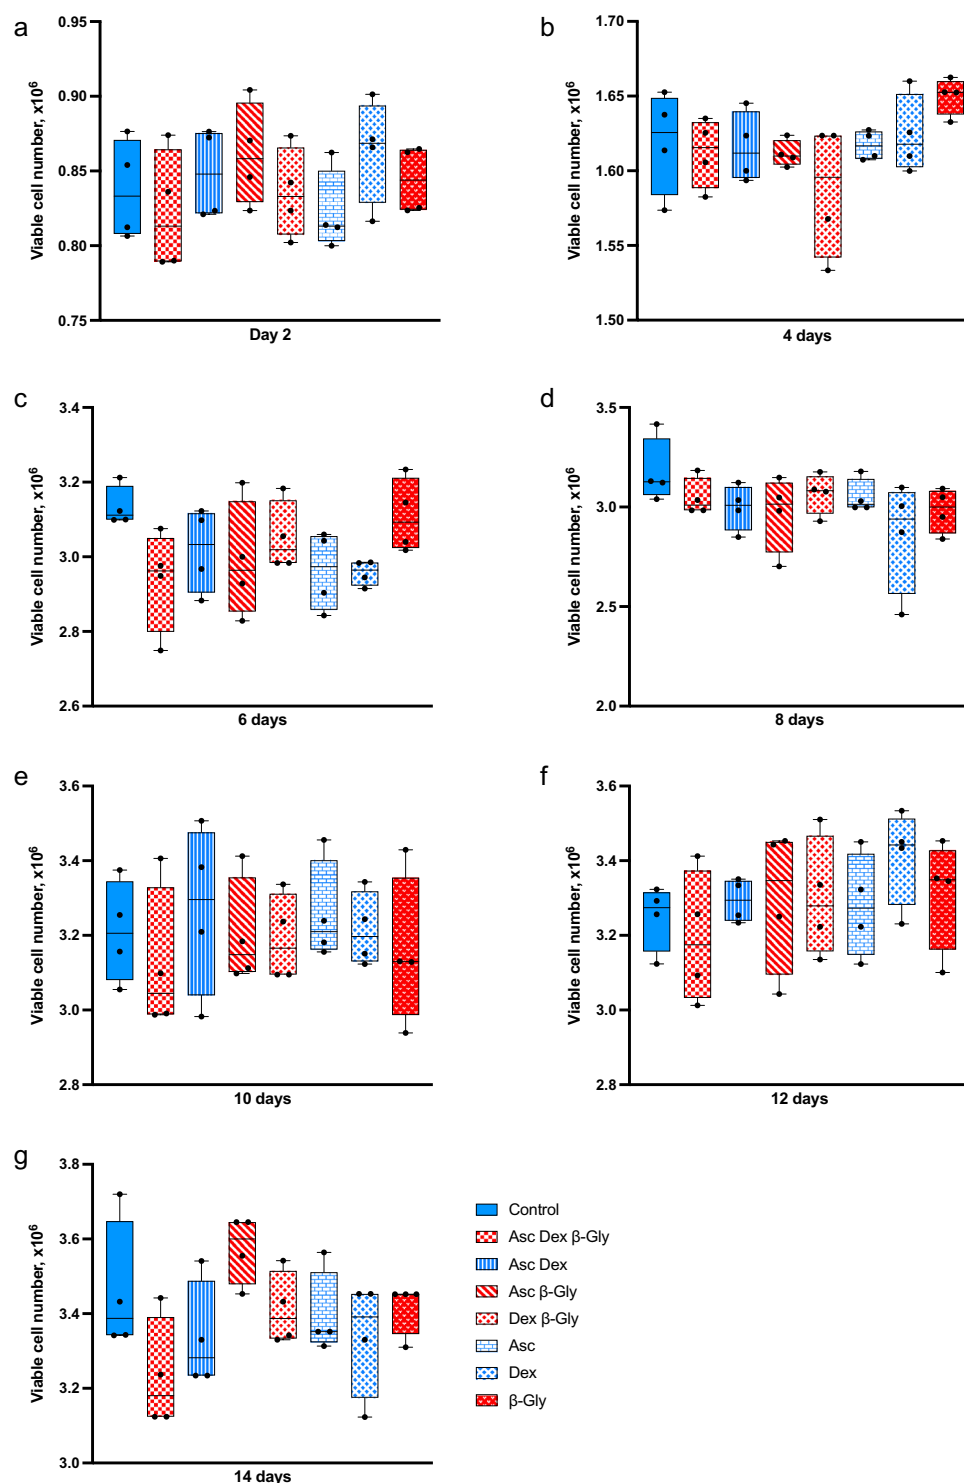 a
Viable cell number, x10⁶
0.95
0.90
0.85
0.80
0.75
Day 2
b
Viable cell number, x10⁶
1.70
1.65
1.60
1.55
1.50
4 days
c
Viable cell number, x10⁶
3.4
3.2
3.0
2.8
2.6
6 days
d
Viable cell number, x10⁶
3.5
3.0
2.5
2.0
8 days
e
Viable cell number, x10⁶
3.6
3.4
3.2
3.0
2.8
10 days
f
Viable cell number, x10⁶
3.6
3.4
3.2
3.0
2.8
12 days
g
Viable cell number, x10⁶
3.8
3.6
3.4
3.2
3.0
14 days
Control
Asc Dex β-Gly
Asc Dex
Asc β-Gly
Dex β-Gly
Asc
Dex
β-Gly